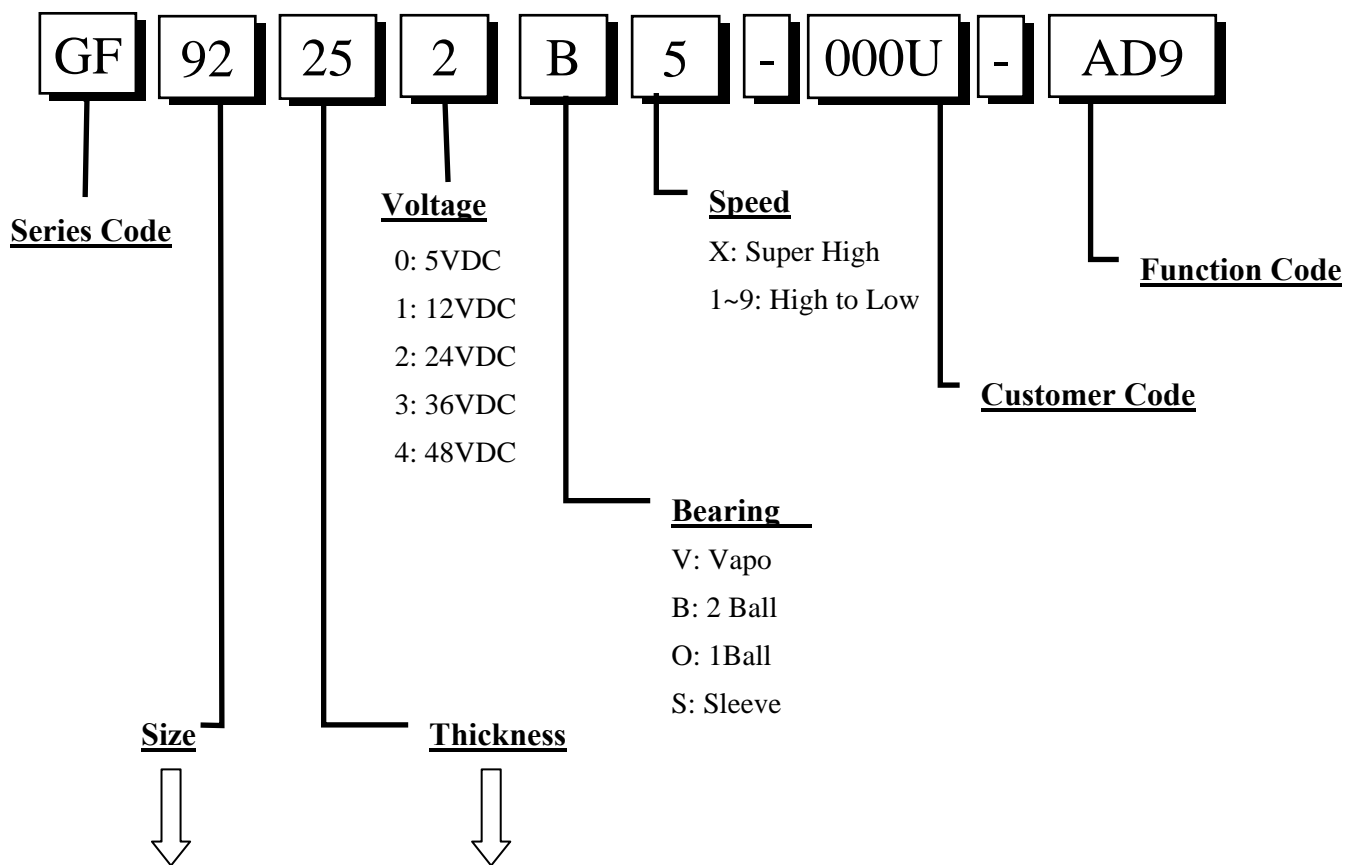 GF 92 25 2 B 5 - 000U - AD9
Series Code
Voltage
0: 5VDC
1: 12VDC
2: 24VDC
3: 36VDC
4: 48VDC
Speed
X: Super High
1~9: High to Low
Function Code
Customer Code
Bearing
V: Vapo
B: 2 Ball
O: 1Ball
S: Sleeve
Size
Thickness